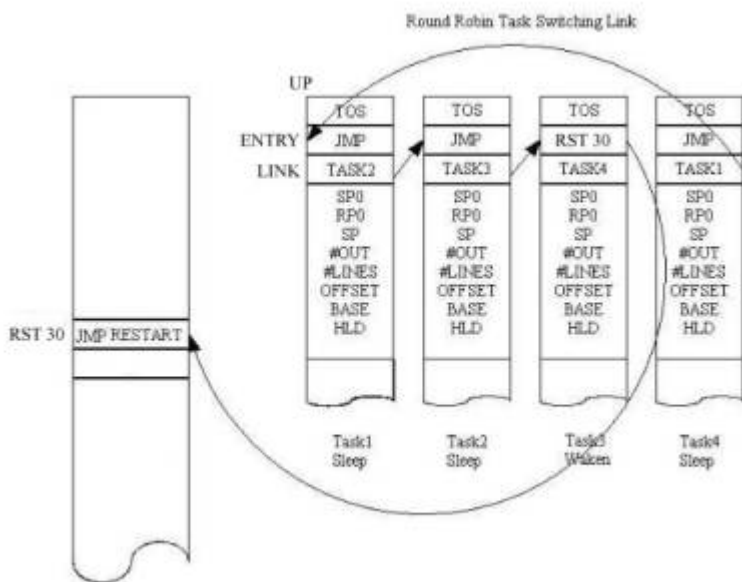 Round Robin Task Switching Link
UP
TOS TOS TOS TOS
ENTRY JMP JMP RST 30 JMP
LINK TASK2 TASK3 TASK4 TASK1
SP0 SP0 SP0 SP0
RP0 RP0 RP0 RP0
SP SP SP SP
#OUT #OUT #OUT #OUT
#LINES #LINES #LINES #LINES
OFFSET OFFSET OFFSET OFFSET
BASE BASE BASE BASE
HLD HLD HLD HLD
RST 30 JMP RESTART
Task1 Task2 Task3 Task4
Sleep Sleep Waken Sleep